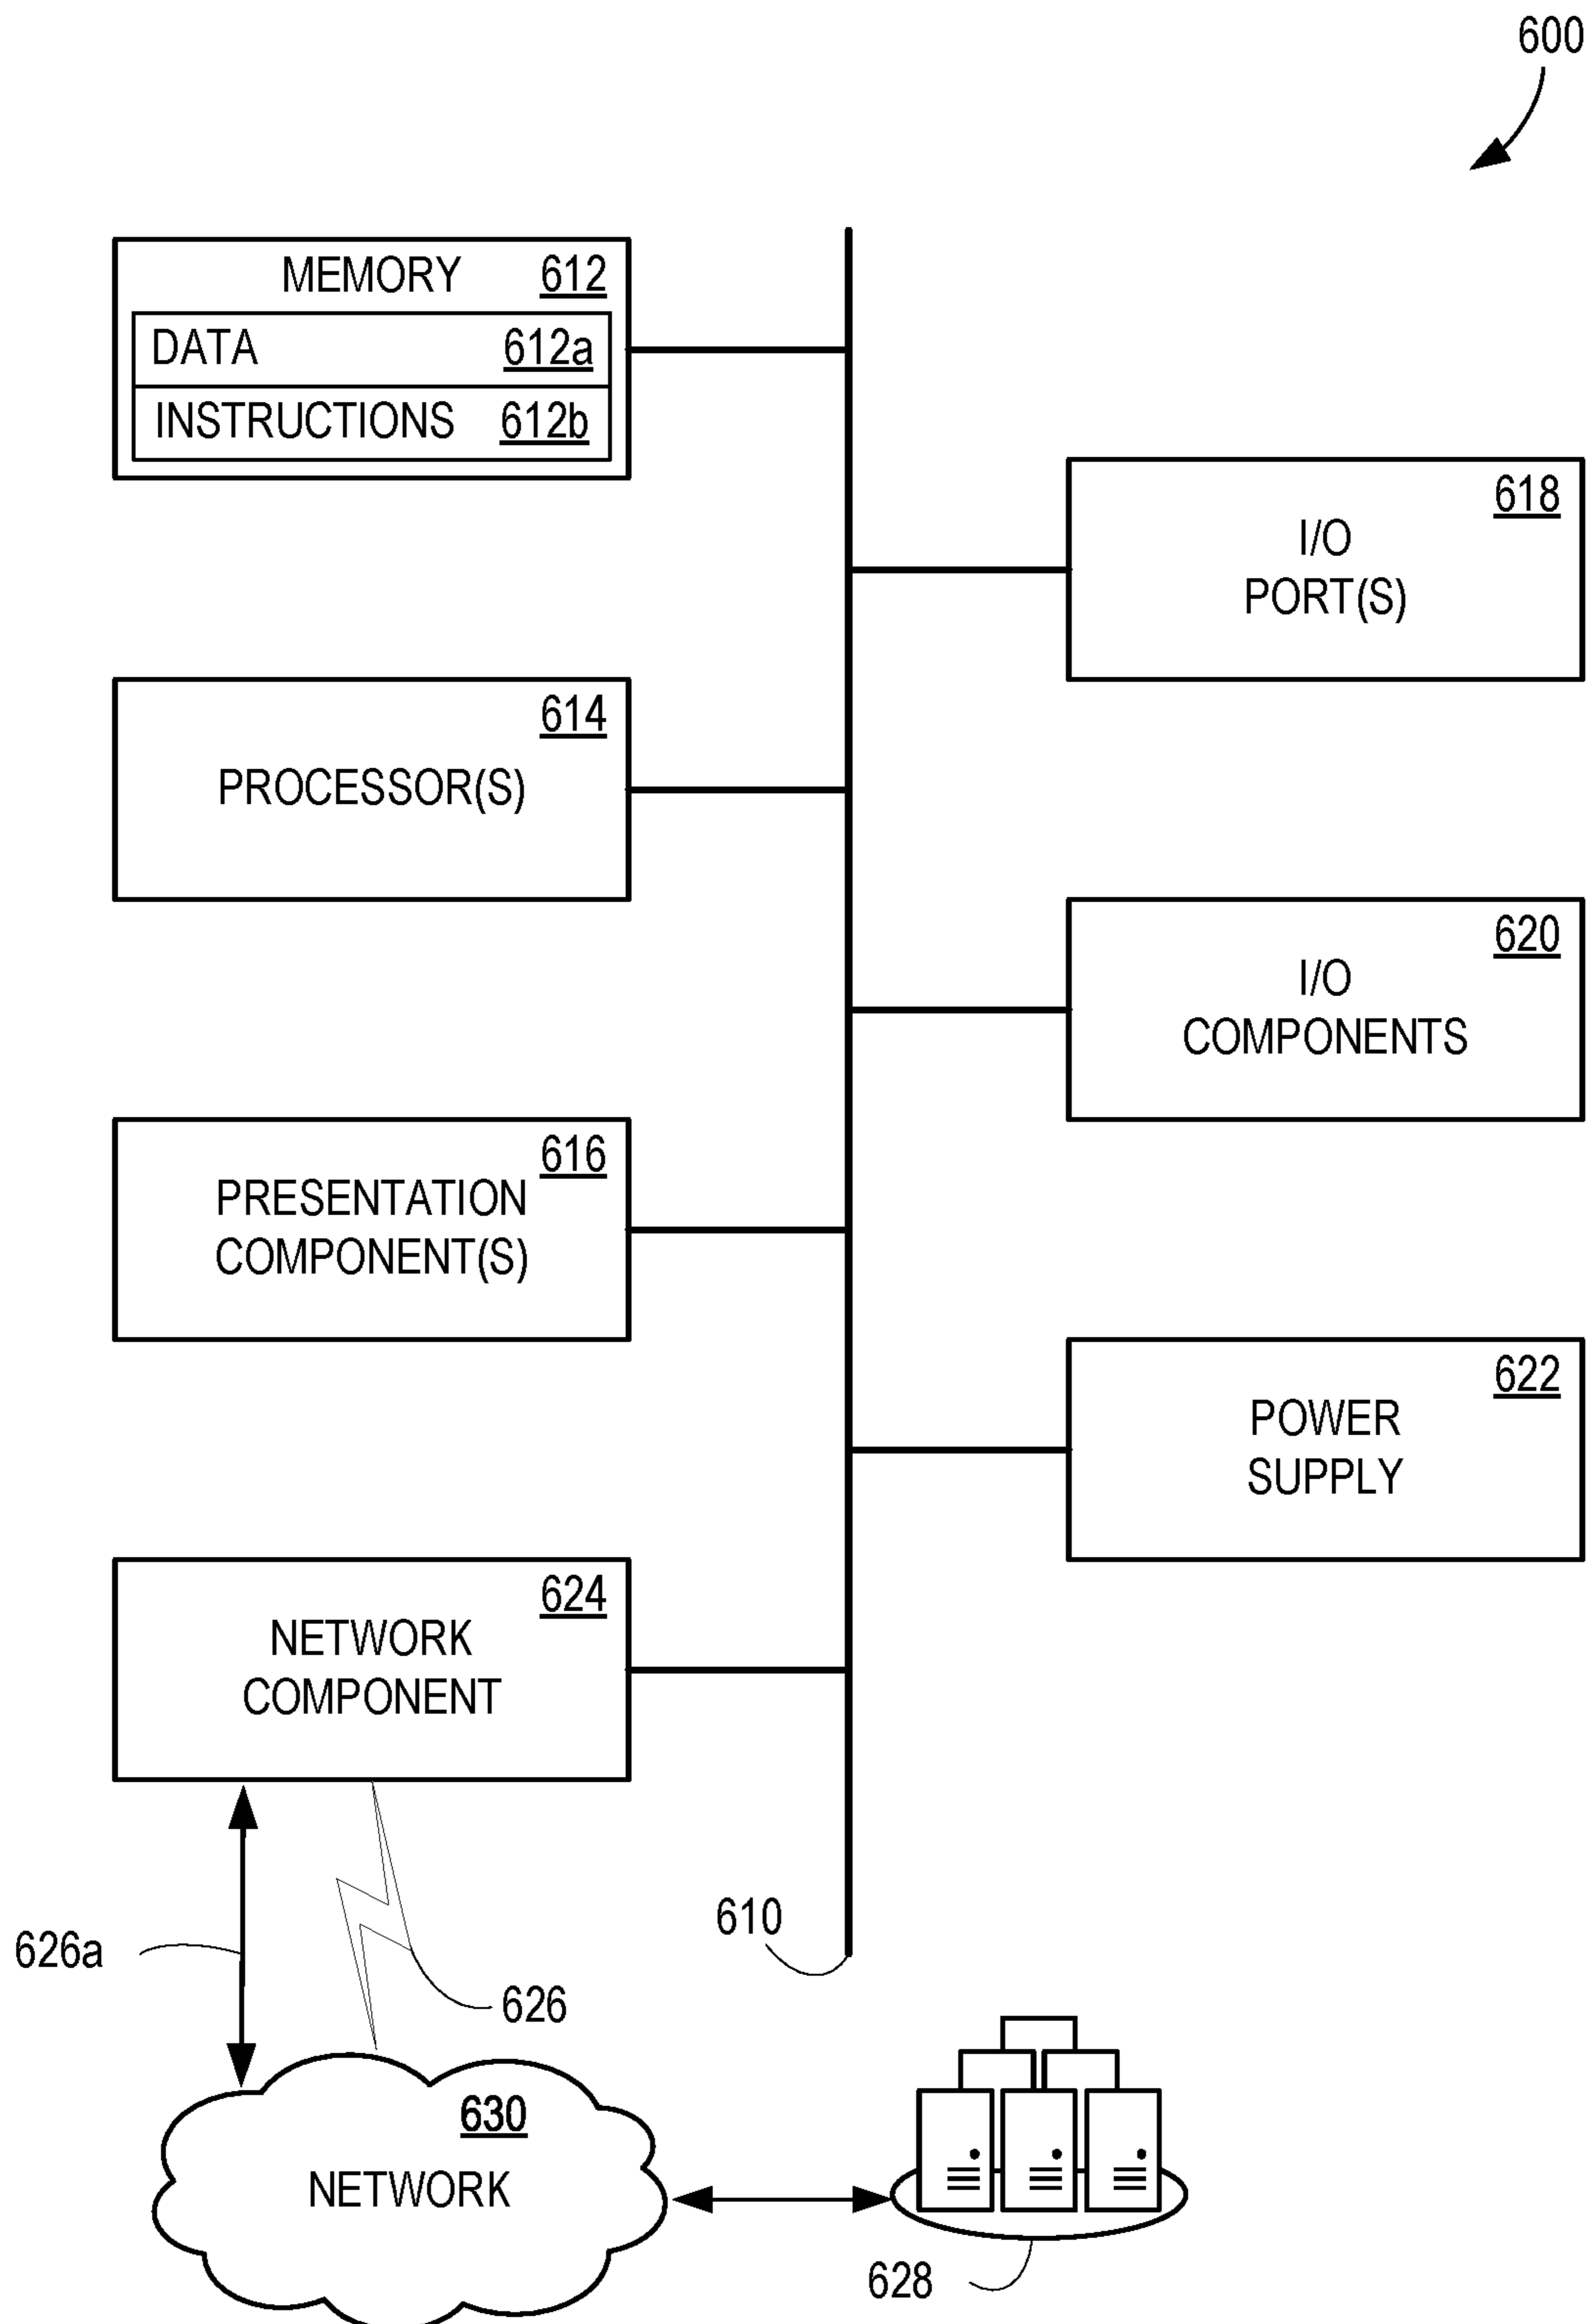 600
MEMORY 612
DATA 612a
INSTRUCTIONS 612b
618
I/O
PORT(S)
614
PROCESSOR(S)
620
I/O
COMPONENTS
616
PRESENTATION
COMPONENT(S)
622
POWER
SUPPLY
624
NETWORK
COMPONENT
610
626a
626
630
NETWORK
628